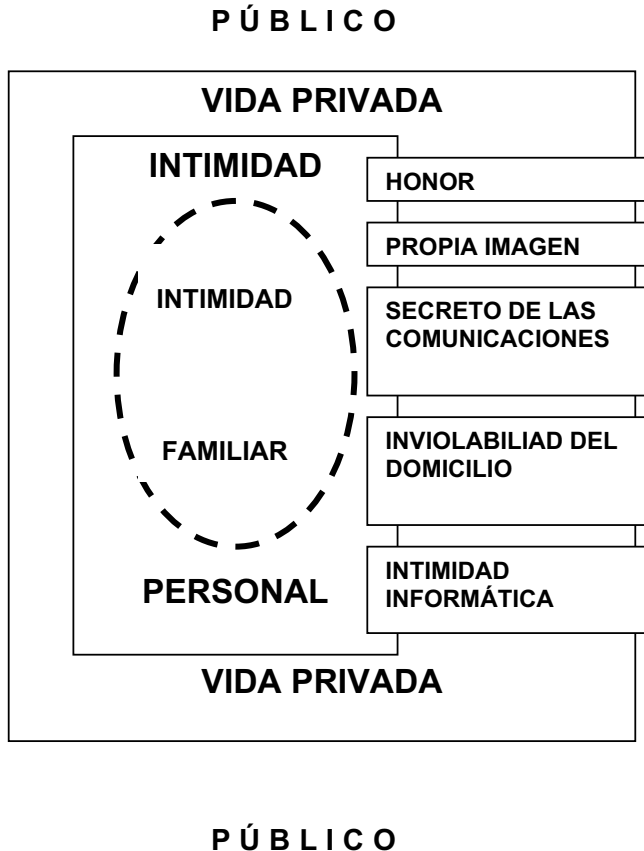 P Ú B L I C O
VIDA PRIVADA
INTIMIDAD
INTIMIDAD
FAMILIAR
PERSONAL
HONOR
PROPIA IMAGEN
SECRETO DE LAS
COMUNICACIONES
INVIOLABILIAD DEL
DOMICILIO
INTIMIDAD
INFORMÁTICA
VIDA PRIVADA
P Ú B L I C O